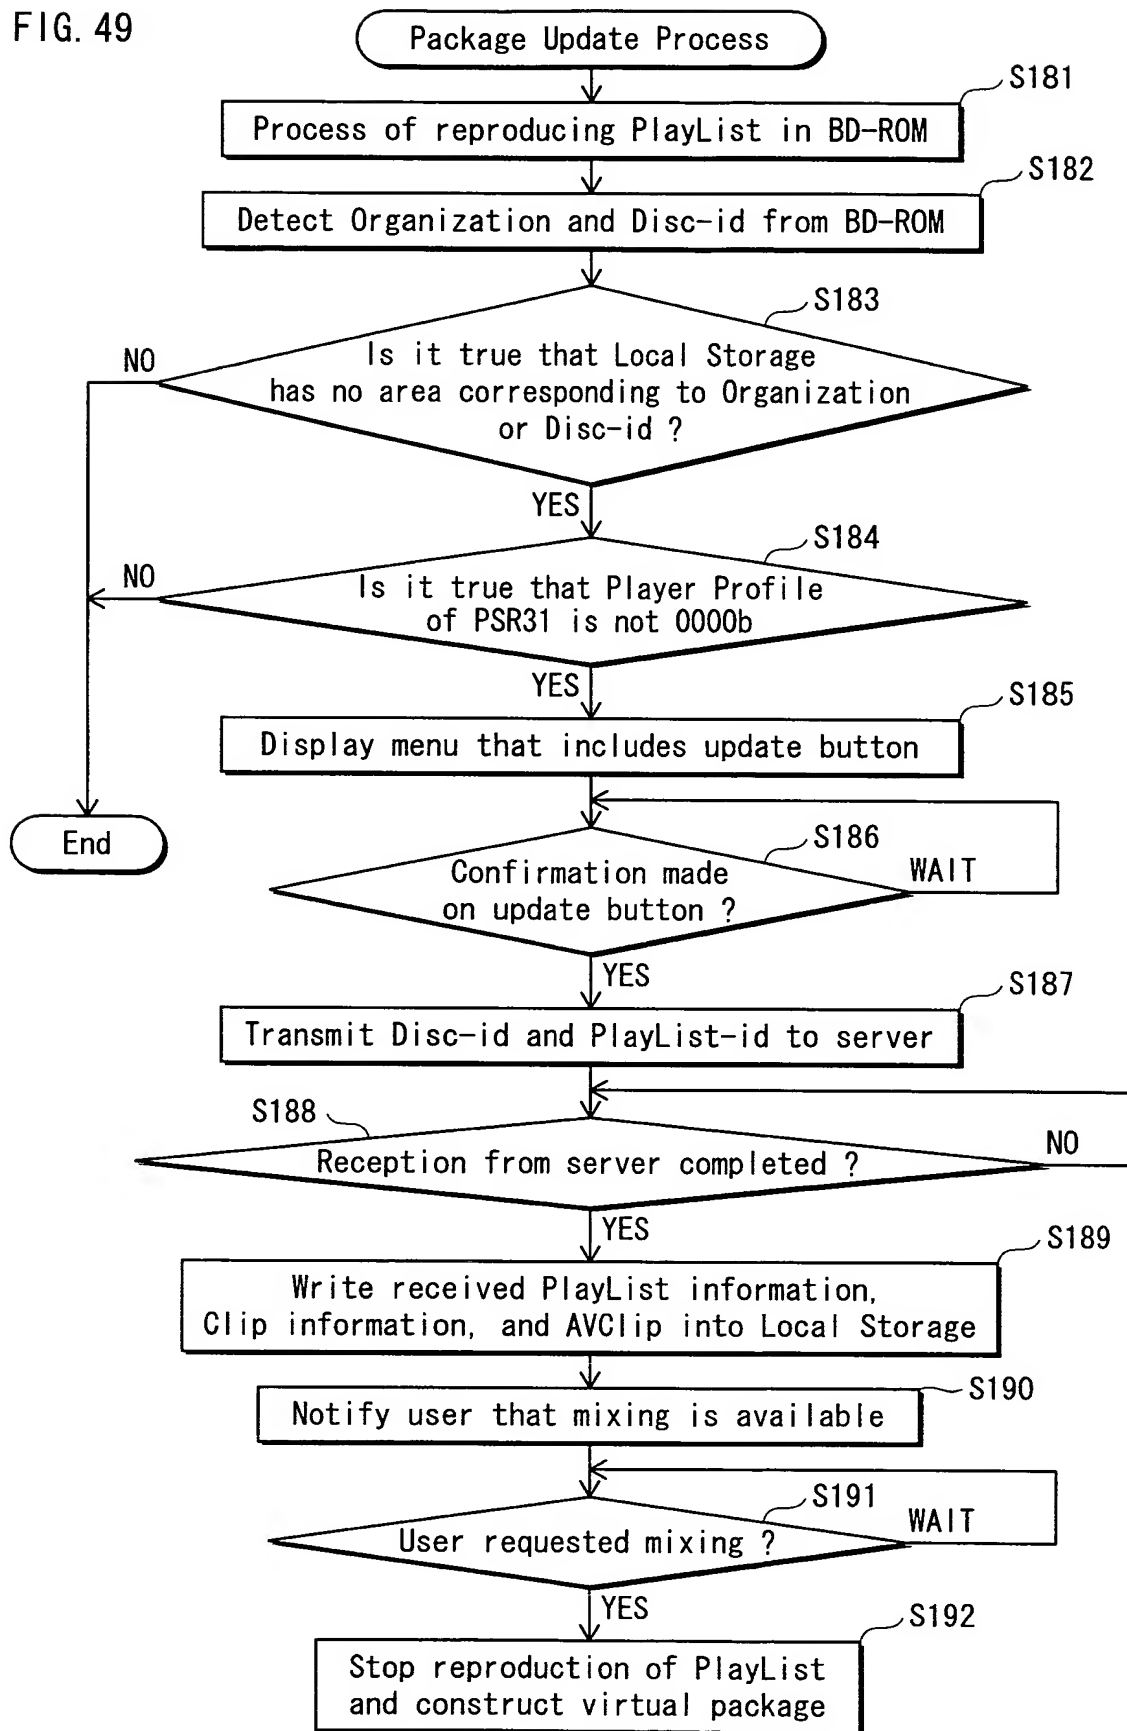 FIG. 49
Package Update Process
S181
Process of reproducing PlayList in BD-ROM
S182
Detect Organization and Disc-id from BD-ROM
S183
NO
Is it true that Local Storage
has no area corresponding to Organization
or Disc-id ?
YES
S184
NO
Is it true that Player Profile
of PSR31 is not 0000b
YES
S185
Display menu that includes update button
End
S186
Confirmation made
on update button ?
WAIT
YES
S187
Transmit Disc-id and PlayList-id to server
S188
NO
Reception from server completed ?
YES
S189
Write received PlayList information,
Clip information, and AVClip into Local Storage
S190
Notify user that mixing is available
S191
User requested mixing ?
WAIT
YES
S192
Stop reproduction of PlayList
and construct virtual package